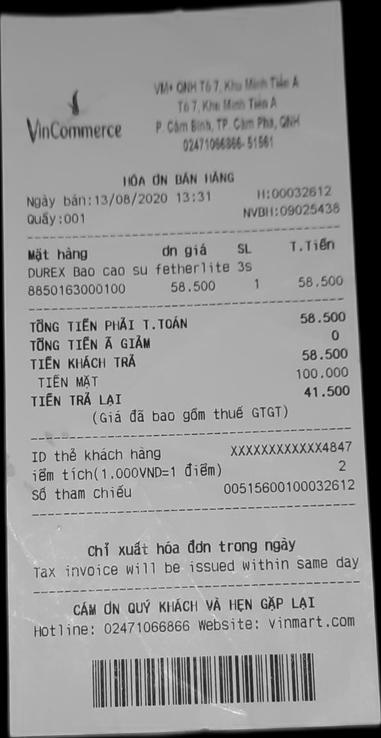 VinCommerce
VM+ QNH Tổ 7, Khu Minh Tiến A
Tổ 7, Khu Minh Tiến A
P. Cẩm Bình, TP. Cẩm Phả, QNH
02471066866-51561
HÓA ƠN BÁN HÀNG
Ngày bán:13/08/2020 13:31 H:00032612
Quầy:001 NVBH:09025438
Mặt hàng ơn giá SL T.Tiền
DUREX Bao cao su fetherlite 3s
8850163000100 58.500 1 58.500
TỔNG TIỀN PHẢI T.TOÁN 58.500
TỔNG TIỀN Ã GIẢM 0
TIỀN KHÁCH TRẢ 58.500
TIỀN MẶT 100.000
TIỀN TRẢ LẠI 41.500
(Giá đã bao gồm thuế GTGT)
ID thẻ khách hàng XXXXXXXXXXXX4847
iểm tích(1.000VND=1 điểm) 2
Số tham chiếu 00515600100032612
Chỉ xuất hóa đơn trong ngày
Tax invoice will be issued within same day
CẢM ƠN QUÝ KHÁCH VÀ HẸN GẶP LẠI
Hotline: 02471066866 Website: vinmart.com